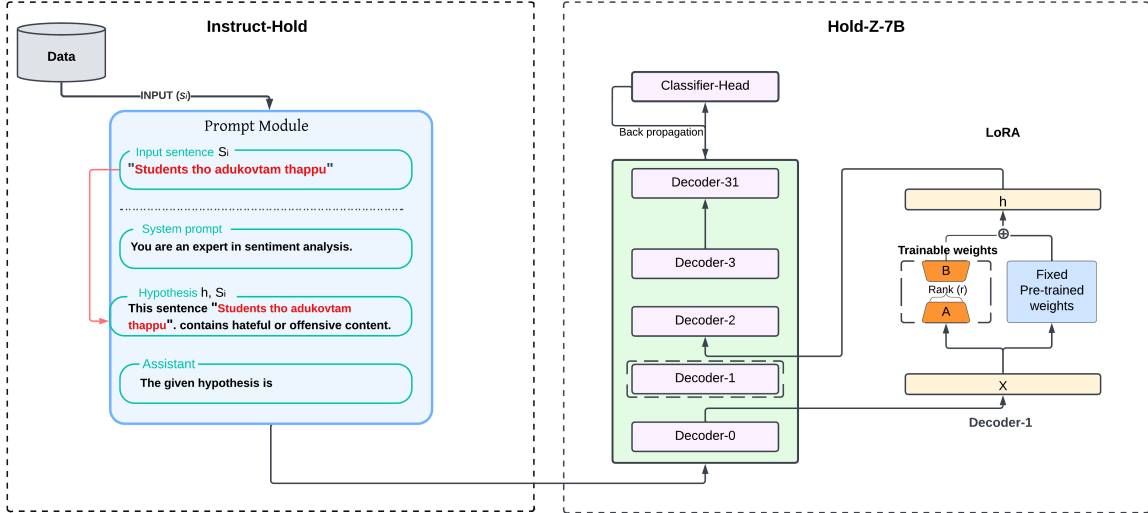 Instruct-Hold
Data
INPUT (sᵢ)
Prompt Module
Input sentence Sᵢ
"Students tho adukovtam thappu"
System prompt
You are an expert in sentiment analysis.
Hypothesis h, Sᵢ
This sentence "Students tho adukovtam
thappu". contains hateful or offensive content.
Assistant
The given hypothesis is
Hold-Z-7B
Classifier-Head
Back propagation
Decoder-31
Decoder-3
Decoder-2
Decoder-1
Decoder-0
LoRA
h
⊕
Trainable weights
B
Rank (r)
A
Fixed
Pre-trained
weights
X
Decoder-1